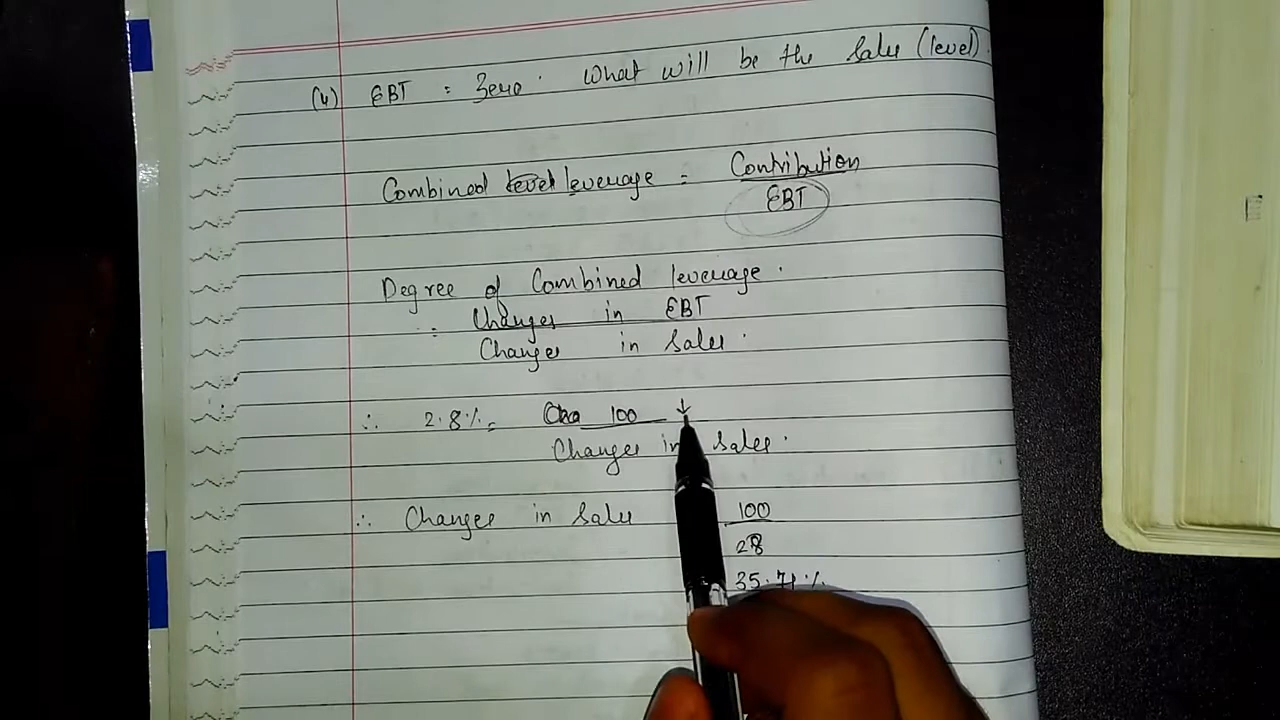 (4) EBT = Zero. What will be the Sales (level).
Combined level leverage = Contribution
EBT
Degree of Combined leverage.
= Changes in EBT
Changes in Sales.
∴ 2.8%= Cha 100 ↓
Changes in Sales.
∴ Changes in Sales 100
28
35.71%